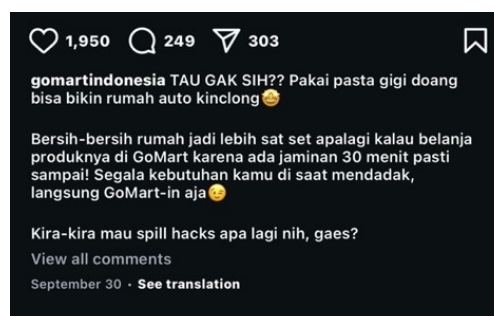 1,950 249 303
gomartindonesia TAU GAK SIH?? Pakai pasta gigi doang
bisa bikin rumah auto kinclong🤩
Bersih-bersih rumah jadi lebih sat set apalagi kalau belanja
produknya di GoMart karena ada jaminan 30 menit pasti
sampai! Segala kebutuhan kamu di saat mendadak,
langsung GoMart-in aja😉
Kira-kira mau spill hacks apa lagi nih, gaes?
View all comments
September 30 · See translation